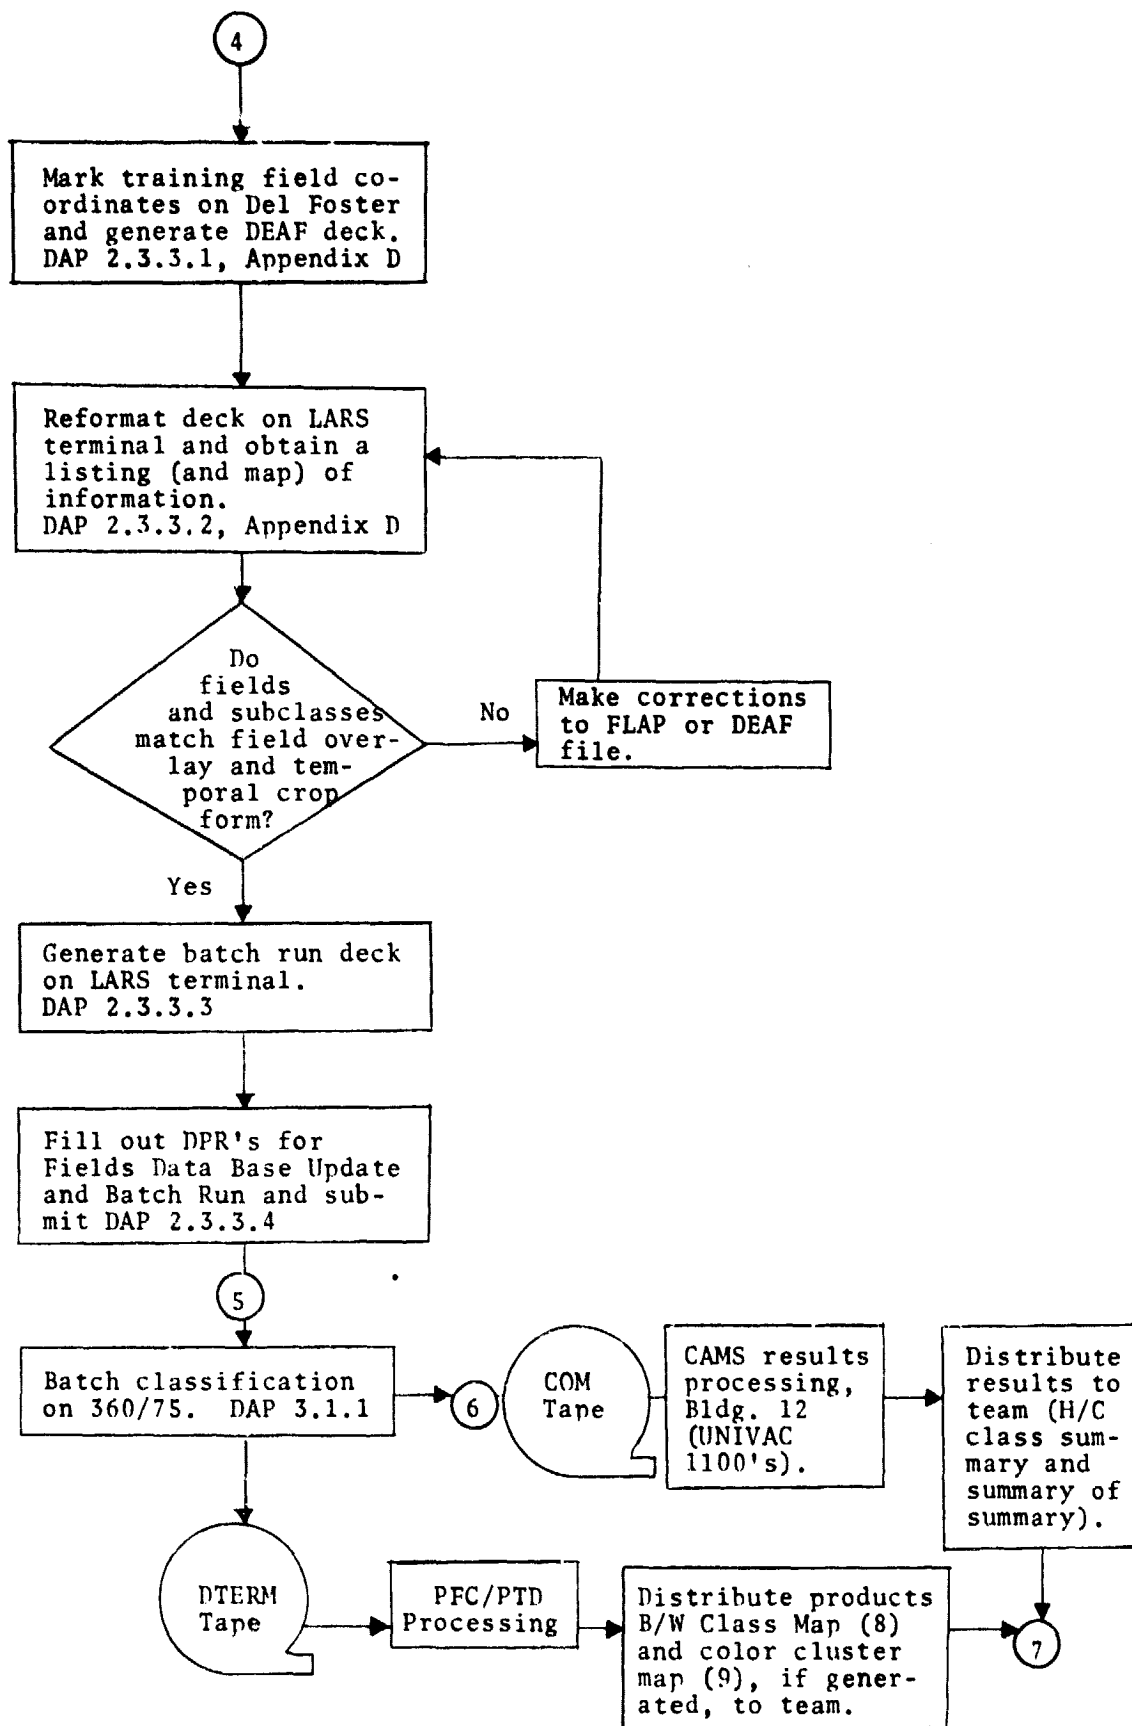 4
Mark training field co-
ordinates on Del Foster
and generate DEAF deck.
DAP 2.3.3.1, Appendix D
Reformat deck on LARS
terminal and obtain a
listing (and map) of
information.
DAP 2.3.3.2, Appendix D
Do
fields
and subclasses
match field over-
lay and tem-
poral crop
form?
No
Make corrections
to FLAP or DEAF
file.
Yes
Generate batch run deck
on LARS terminal.
DAP 2.3.3.3
Fill out DPR's for
Fields Data Base Update
and Batch Run and sub-
mit DAP 2.3.3.4
5
Batch classification
on 360/75. DAP 3.1.1
6
COM
Tape
CAMS results
processing,
Bldg. 12
(UNIVAC
1100's).
Distribute
results to
team (H/C
class sum-
mary and
summary of
summary).
DTERM
Tape
PFC/PTD
Processing
Distribute products
B/W Class Map (8)
and color cluster
map (9), if gener-
ated, to team.
7